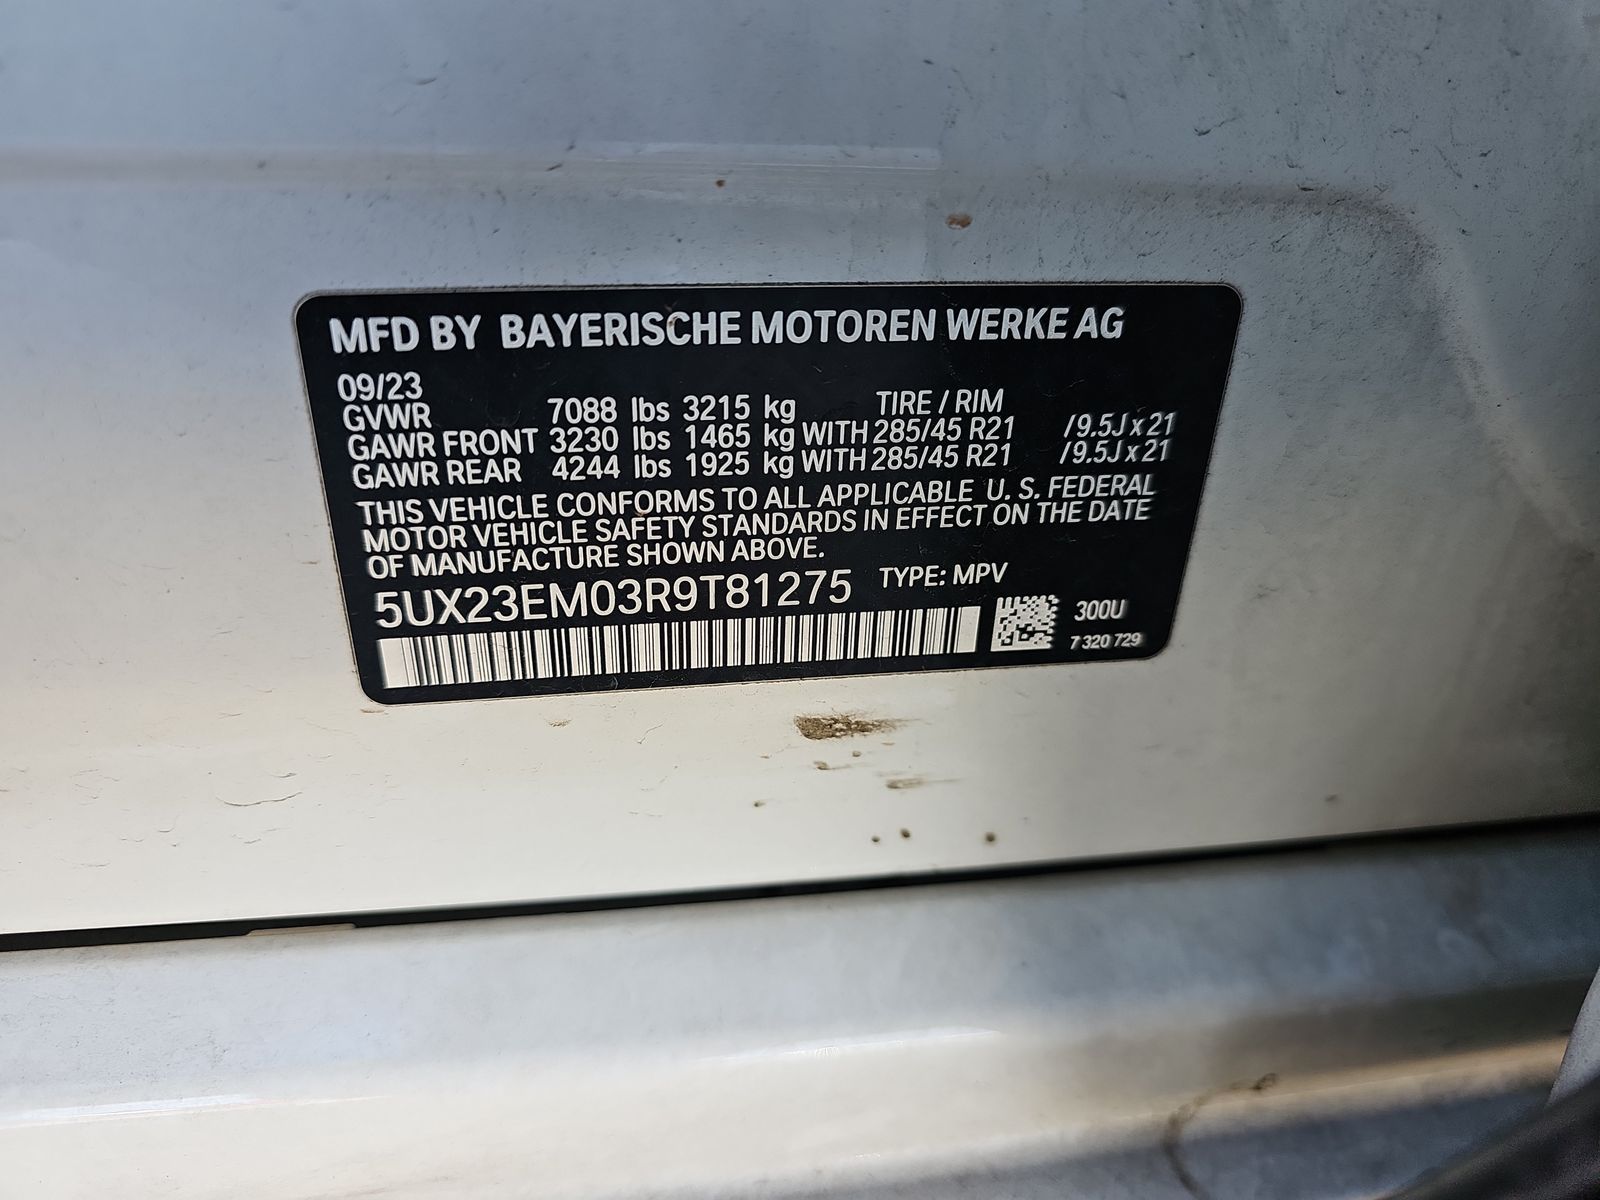 MFD BY BAYERISCHE MOTOREN WERKE AG
09/23
GVWR 7088 lbs 3215 kg TIRE / RIM
GAWR FRONT 3230 lbs 1465 kg WITH 285/45 R21 /9.5J x 21
GAWR REAR 4244 lbs 1925 kg WITH 285/45 R21 /9.5J x 21
THIS VEHICLE CONFORMS TO ALL APPLICABLE U. S. FEDERAL
MOTOR VEHICLE SAFETY STANDARDS IN EFFECT ON THE DATE
OF MANUFACTURE SHOWN ABOVE.
5UX23EM03R9T81275 TYPE: MPV
300U
7 320 729